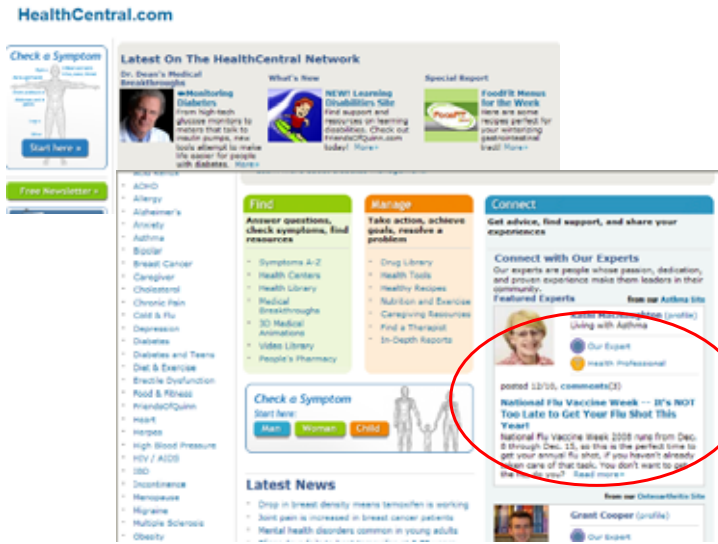 HealthCentral.com
Check a Symptom
Start here »
Free Newsletter »
Latest On The HealthCentral Network
Dr. Dean's Medical
Breakthroughs
Monitoring
Diabetes
From high-tech
glucose monitors to
meters that talk to
insulin pumps, new
tools attempt to make
life easier for people
with diabetes. More»
What's New
NEW! Learning
Disabilities Site
Find support and
resources on learning
disabilities. Check out
FriendsOfQuinn.com
today! More»
Special Report
FoodFit Menus
for the Week
Here are some
recipes perfect for
your winterizing
gastrointestinal
tract! More»
ADHD
Allergy
Alzheimer's
Anxiety
Asthma
Bipolar
Breast Cancer
Caregiver
Cholesterol
Chronic Pain
Cold & Flu
Depression
Diabetes
Diabetes and Teens
Diet & Exercise
Erectile Dysfunction
Food & Fitness
FriendsOfQuinn
Heart
Herpes
High Blood Pressure
HIV / AIDS
IBD
Incontinence
Menopause
Migraine
Multiple Sclerosis
Obesity
Find
Answer questions,
check symptoms, find
resources
Symptoms A-Z
Health Centers
Health Library
Medical
Breakthroughs
3D Medical
Animations
Video Library
People's Pharmacy
Manage
Take action, achieve
goals, resolve a
problem
Drug Library
Health Tools
Healthy Recipes
Nutrition and Exercise
Caregiving Resources
Find a Therapist
In-Depth Reports
Check a Symptom
Start here:
Man Woman Child
Latest News
Drop in breast density means tamoxifen is working
Joint pain is increased in breast cancer patients
Mental health disorders common in young adults
Connect
Get advice, find support, and share your
experiences
Connect with Our Experts
Our experts are people whose passion, dedication,
and proven experience make them leaders in their
community.
Featured Experts from our Asthma Site
(profile)
Living with Asthma
Our Expert
Health Professional
posted 12/10, comments(3)
National Flu Vaccine Week -- It's NOT
Too Late to Get Your Flu Shot This
Year!
National Flu Vaccine Week 2008 runs from Dec.
8 through Dec. 15, so this is the perfect time to
get your annual flu shot, if you haven't already
taken care of that task. You don't want to get
the flu, do you? Read more»
from our Osteoarthritis Site
Grant Cooper (profile)
Our Expert